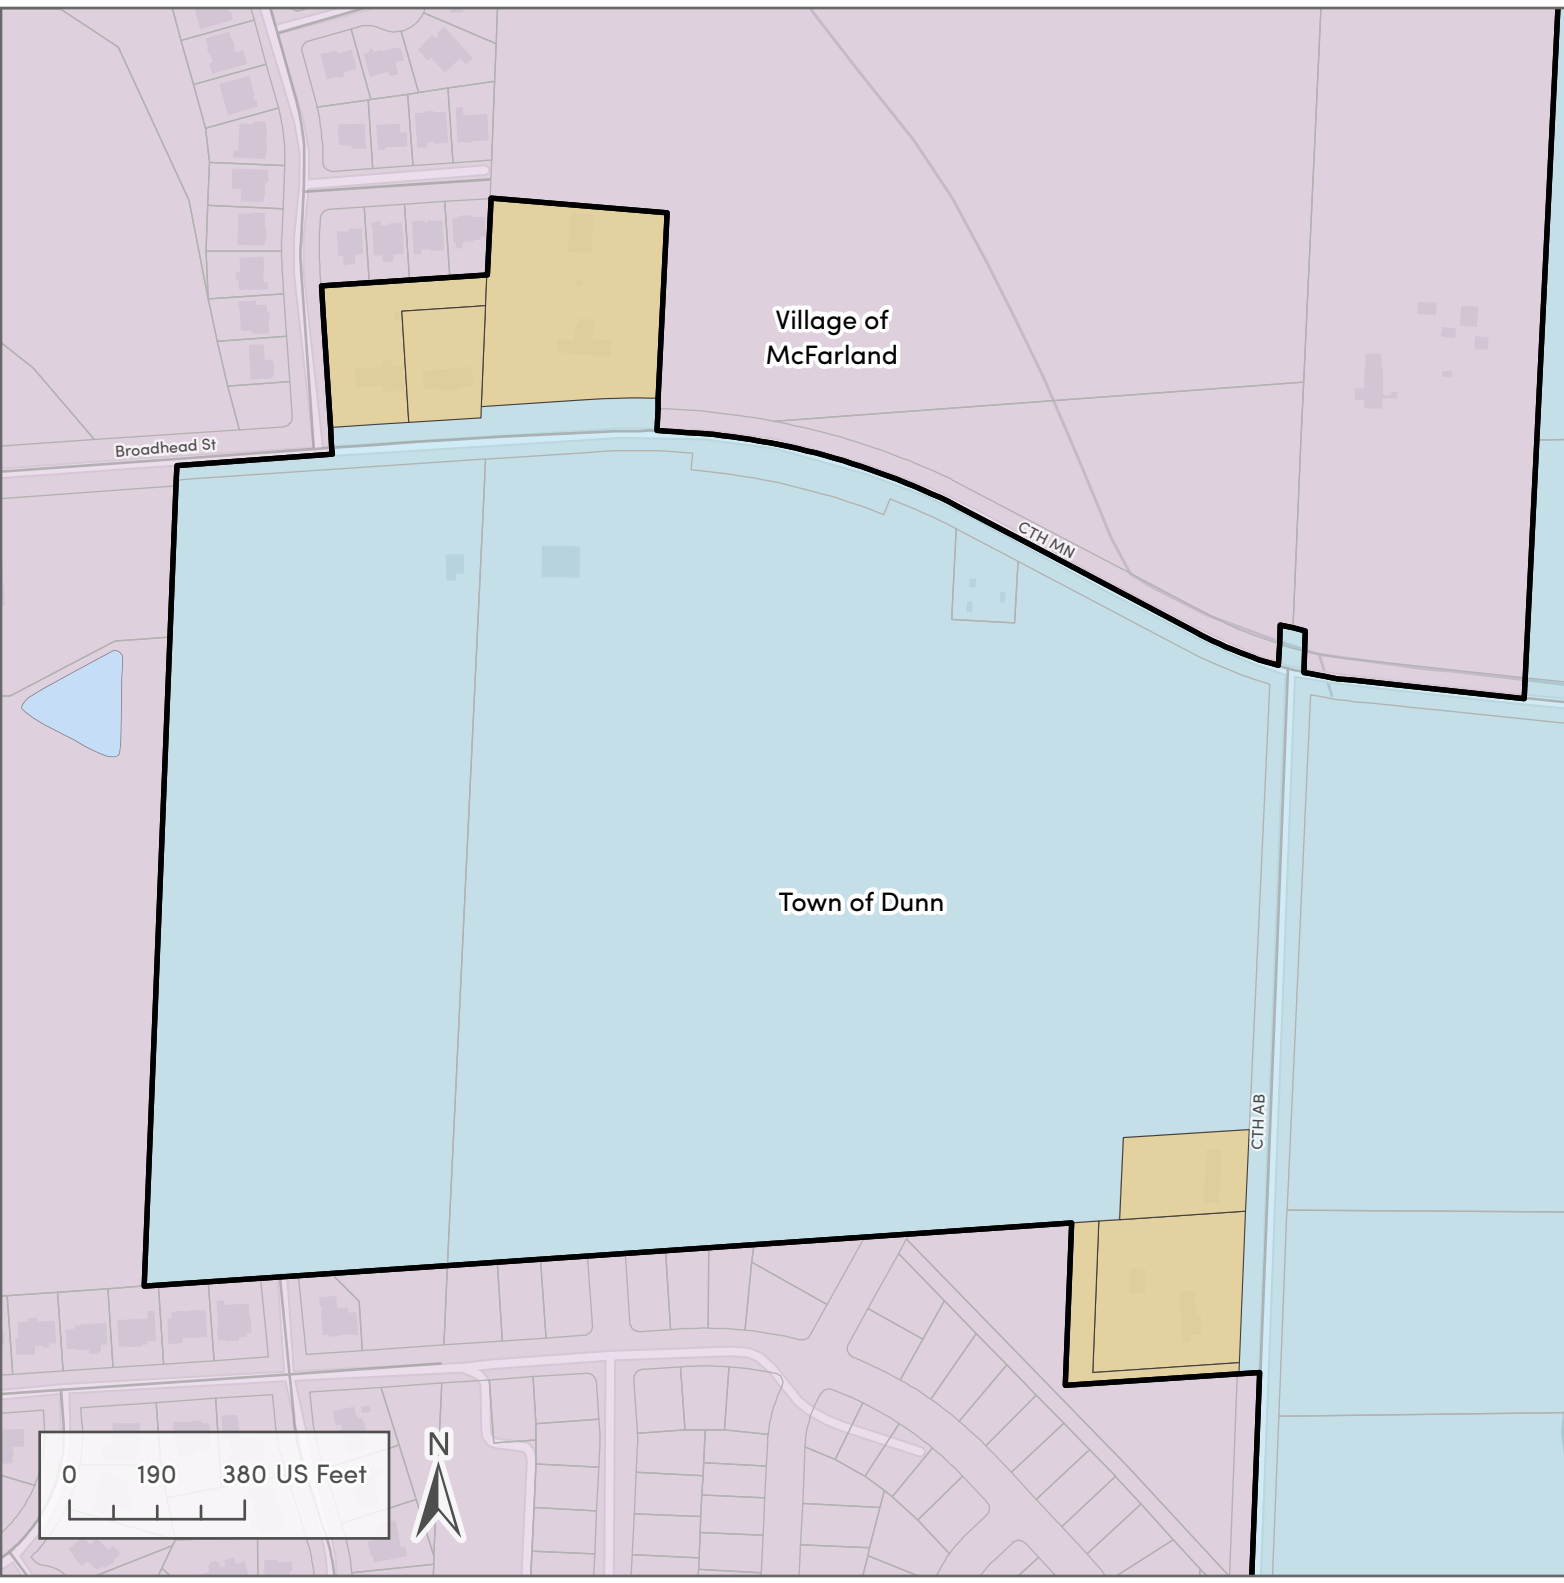 Village of
McFarland
Broadhead St
CTH MN
Town of Dunn
CTH AB
N
0 190 380 US Feet